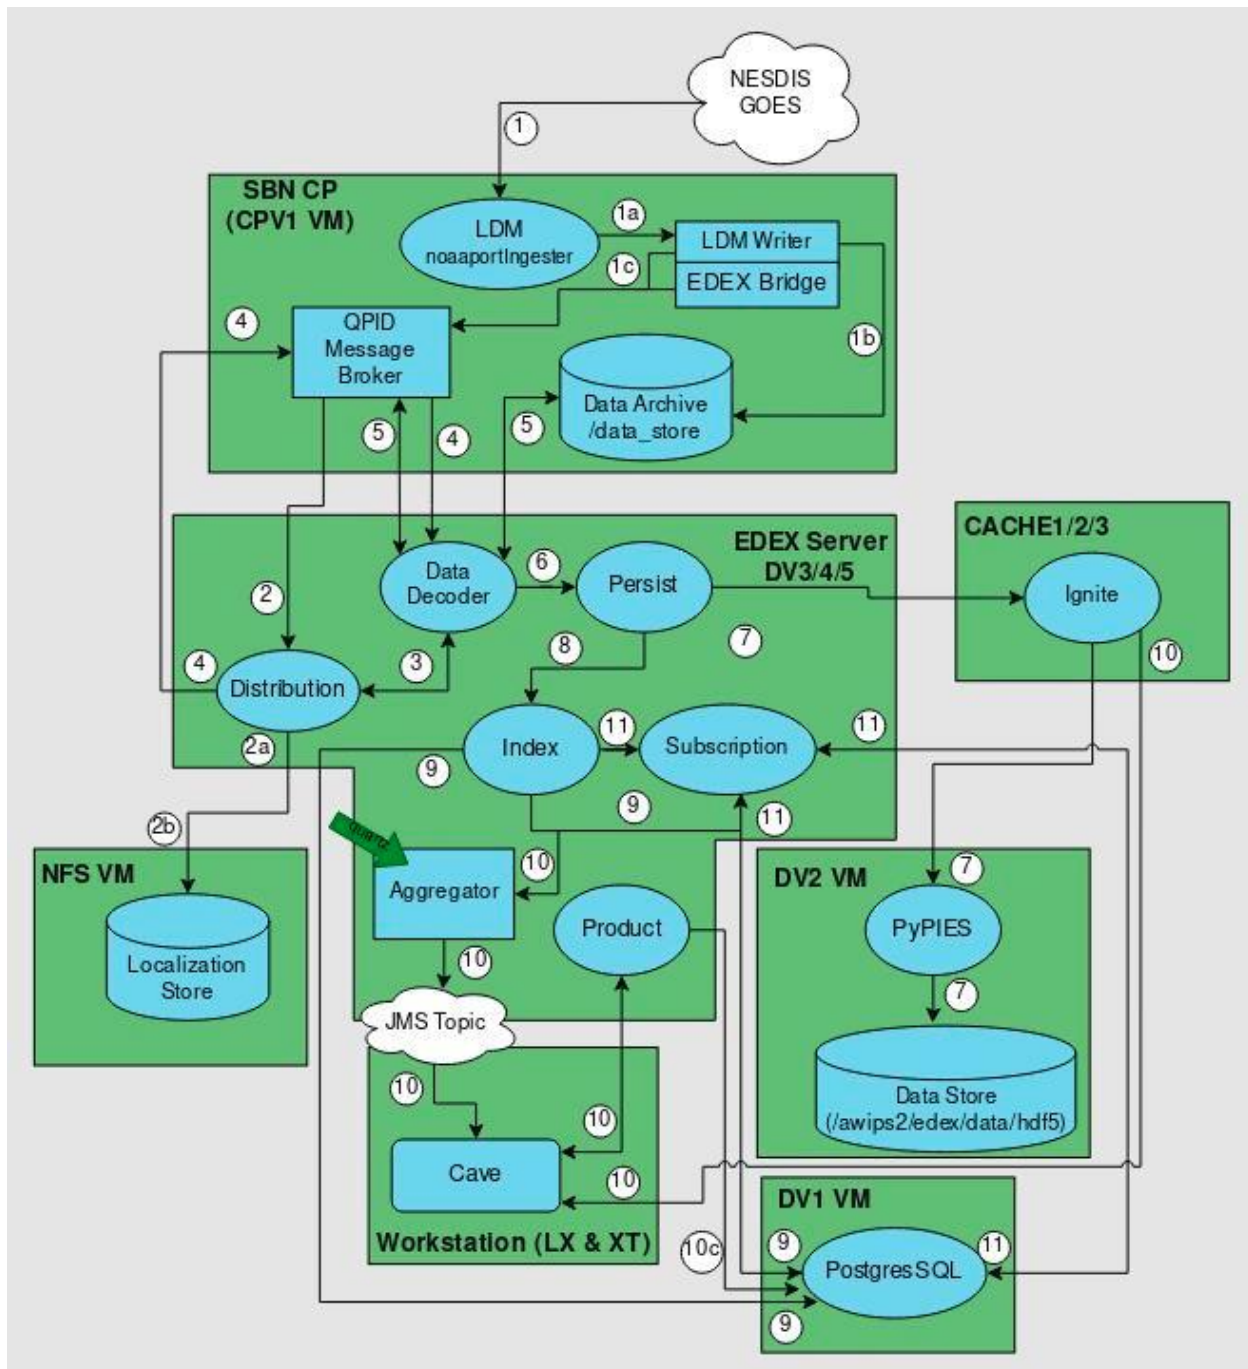 NESDIS
GOES
1
SBN CP
(CPV1 VM)
LDM
noaaportIngester
1a
LDM Writer
EDEX Bridge
1c
1b
4
QPID
Message
Broker
Data Archive
/data_store
5
4
5
EDEX Server
DV3/4/5
CACHE1/2/3
Data
Decoder
6
Persist
Ignite
2
8
7
10
4
3
Distribution
2a
Index
11
Subscription
11
9
9
11
quartz
2b
NFS VM
Aggregator
10
DV2 VM
7
Product
PyPIES
Localization
Store
10
7
JMS Topic
10
10
Data Store
(/awips2/edex/data/hdf5)
Cave
10
Workstation (LX & XT)
10c
DV1 VM
9
11
PostgresSQL
9